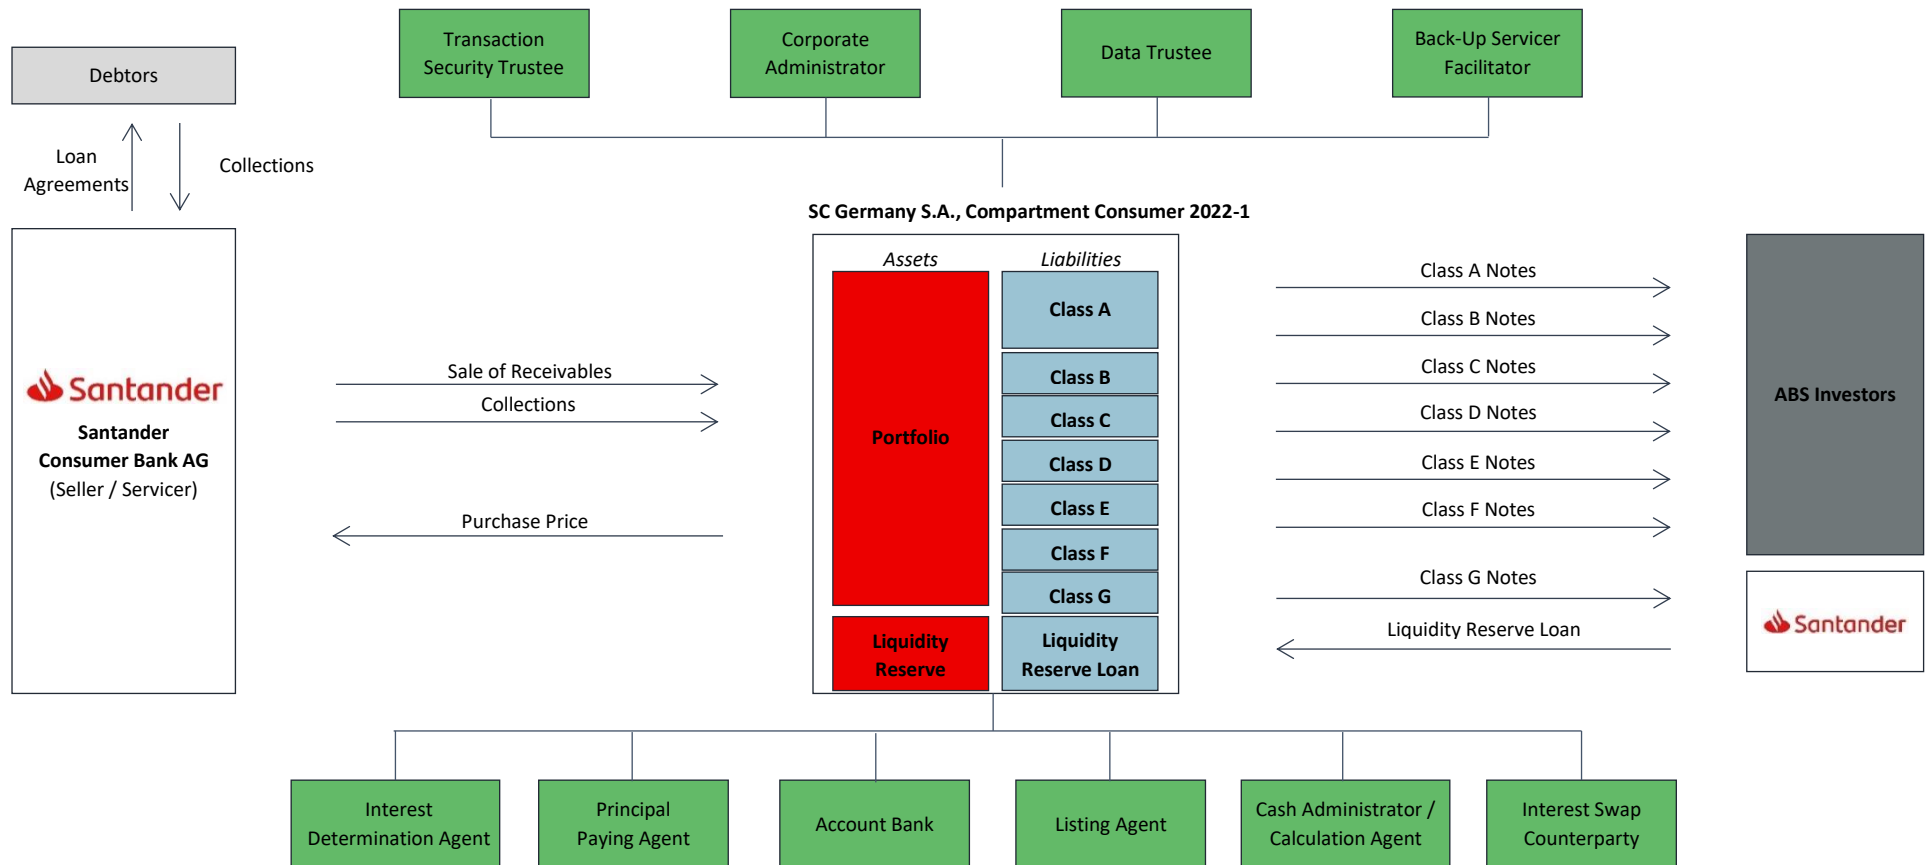 Transaction
Security Trustee
Corporate
Administrator
Data Trustee
Back-Up Servicer
Facilitator
Debtors
Loan
Agreements
Collections
SC Germany S.A., Compartment Consumer 2022-1
Santander
Santander
Consumer Bank AG
(Seller / Servicer)
Sale of Receivables
Collections
Purchase Price
Assets
Liabilities
Portfolio
Liquidity
Reserve
Class A
Class B
Class C
Class D
Class E
Class F
Class G
Liquidity
Reserve Loan
Class A Notes
Class B Notes
Class C Notes
Class D Notes
Class E Notes
Class F Notes
Class G Notes
Liquidity Reserve Loan
ABS Investors
Santander
Interest
Determination Agent
Principal
Paying Agent
Account Bank
Listing Agent
Cash Administrator /
Calculation Agent
Interest Swap
Counterparty